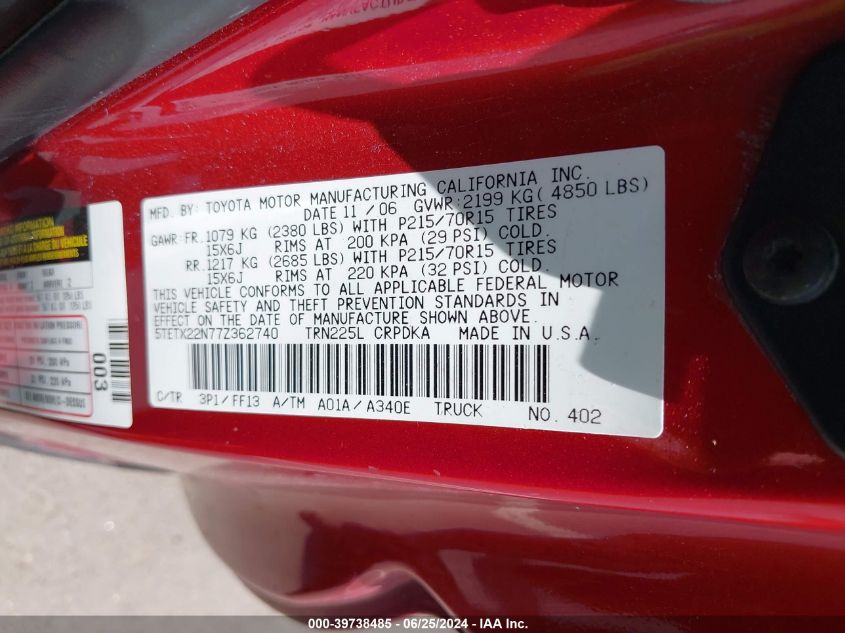 MFD. BY: TOYOTA MOTOR MANUFACTURING CALIFORNIA INC.
DATE 11 / 06 GVWR: 2199 KG ( 4850 LBS)
GAWR: FR. 1079 KG (2380 LBS) WITH P215/70R15 TIRES
15X6J RIMS AT 200 KPA (29 PSI) COLD.
RR. 1217 KG (2685 LBS) WITH P215/70R15 TIRES
15X6J RIMS AT 220 KPA (32 PSI) COLD.
THIS VEHICLE CONFORMS TO ALL APPLICABLE FEDERAL MOTOR
VEHICLE SAFETY AND THEFT PREVENTION STANDARDS IN
EFFECT ON THE DATE OF MANUFACTURE SHOWN ABOVE.
5TETX22N77Z362740 TRN225L CRPDKA MADE IN U.S.A.
C/TR 3P1 / FF13 A/TM A01A / A340E TRUCK NO. 402
003
000-39738485 - 06/25/2024 - IAA Inc.